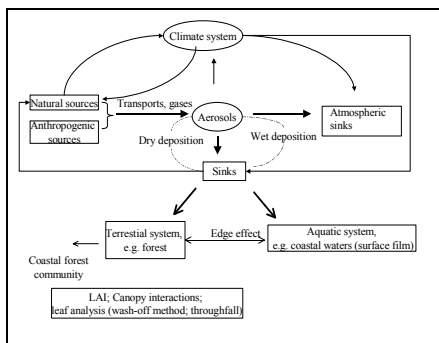 Climate system
Natural sources
Transports, gases
Anthropogenic
sources
Aerosols
Atmospheric
sinks
Dry deposition
Wet deposition
Sinks
Terrestial system,
e.g. forest
Edge effect
Aquatic system,
e.g. coastal waters (surface film)
Coastal forest
community
LAI; Canopy interactions;
leaf analysis (wash-off method; throughfall)